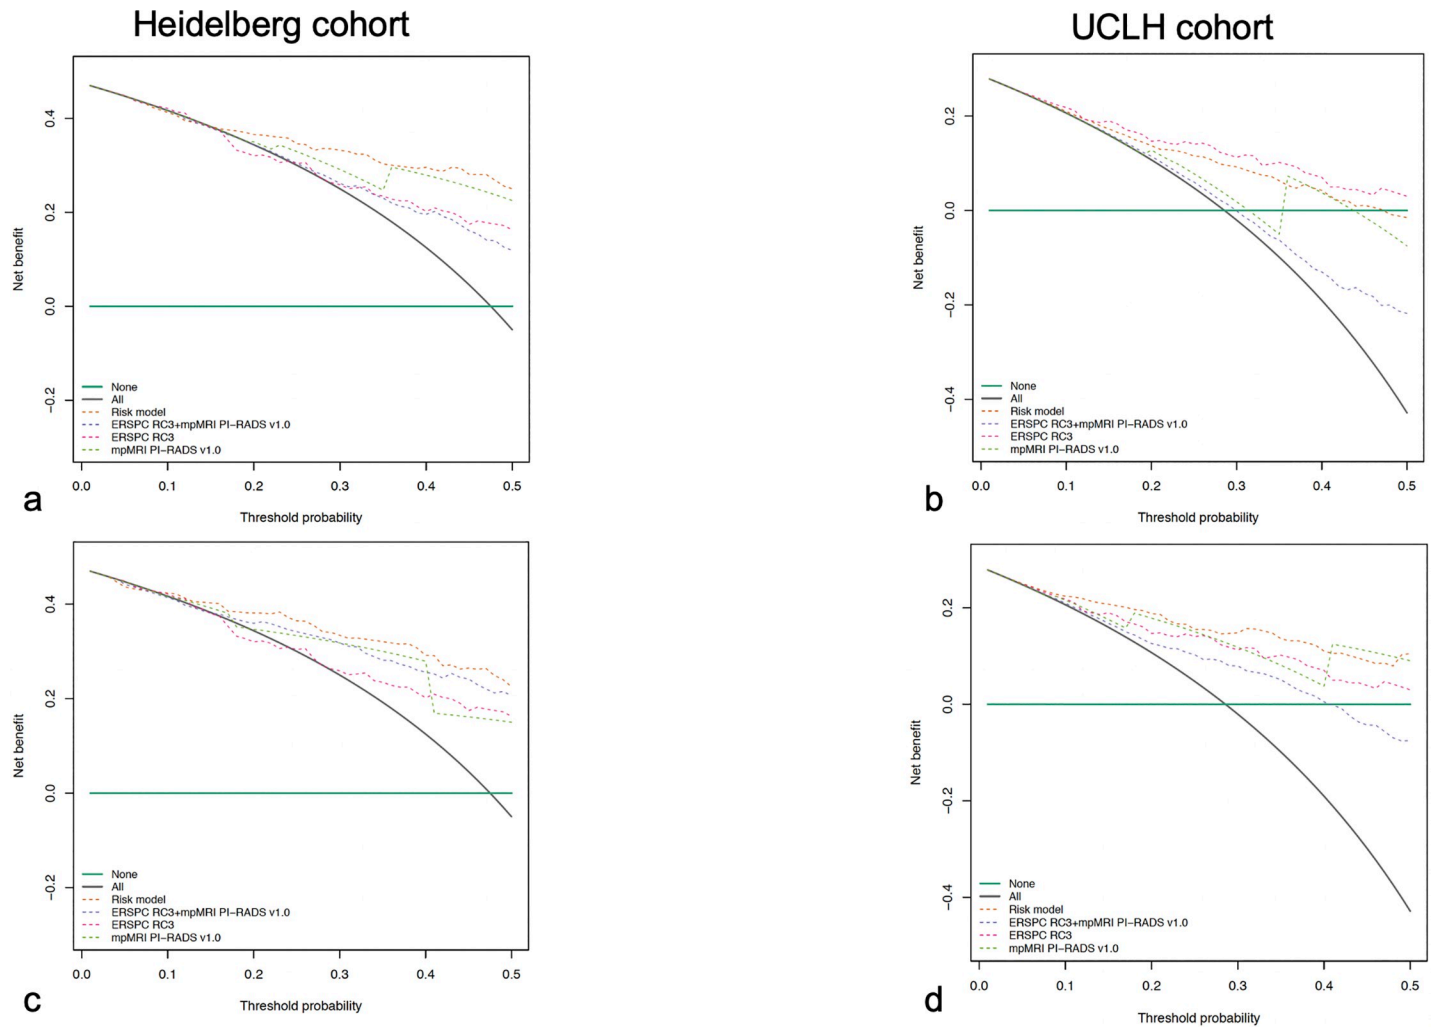 Heidelberg cohort
UCLH cohort
0.4
0.2
0.0
−0.2
Net benefit
None
All
Risk model
ERSPC RC3+mpMRI PI−RADS v1.0
ERSPC RC3
mpMRI PI−RADS v1.0
0.0 0.1 0.2 0.3 0.4 0.5
Threshold probability
a
0.2
0.0
−0.2
−0.4
Net benefit
None
All
Risk model
ERSPC RC3+mpMRI PI−RADS v1.0
ERSPC RC3
mpMRI PI−RADS v1.0
0.0 0.1 0.2 0.3 0.4 0.5
Threshold probability
b
0.4
0.2
0.0
−0.2
Net benefit
None
All
Risk model
ERSPC RC3+mpMRI PI−RADS v1.0
ERSPC RC3
mpMRI PI−RADS v1.0
0.0 0.1 0.2 0.3 0.4 0.5
Threshold probability
c
0.2
0.0
−0.2
−0.4
Net benefit
None
All
Risk model
ERSPC RC3+mpMRI PI−RADS v1.0
ERSPC RC3
mpMRI PI−RADS v1.0
0.0 0.1 0.2 0.3 0.4 0.5
Threshold probability
d